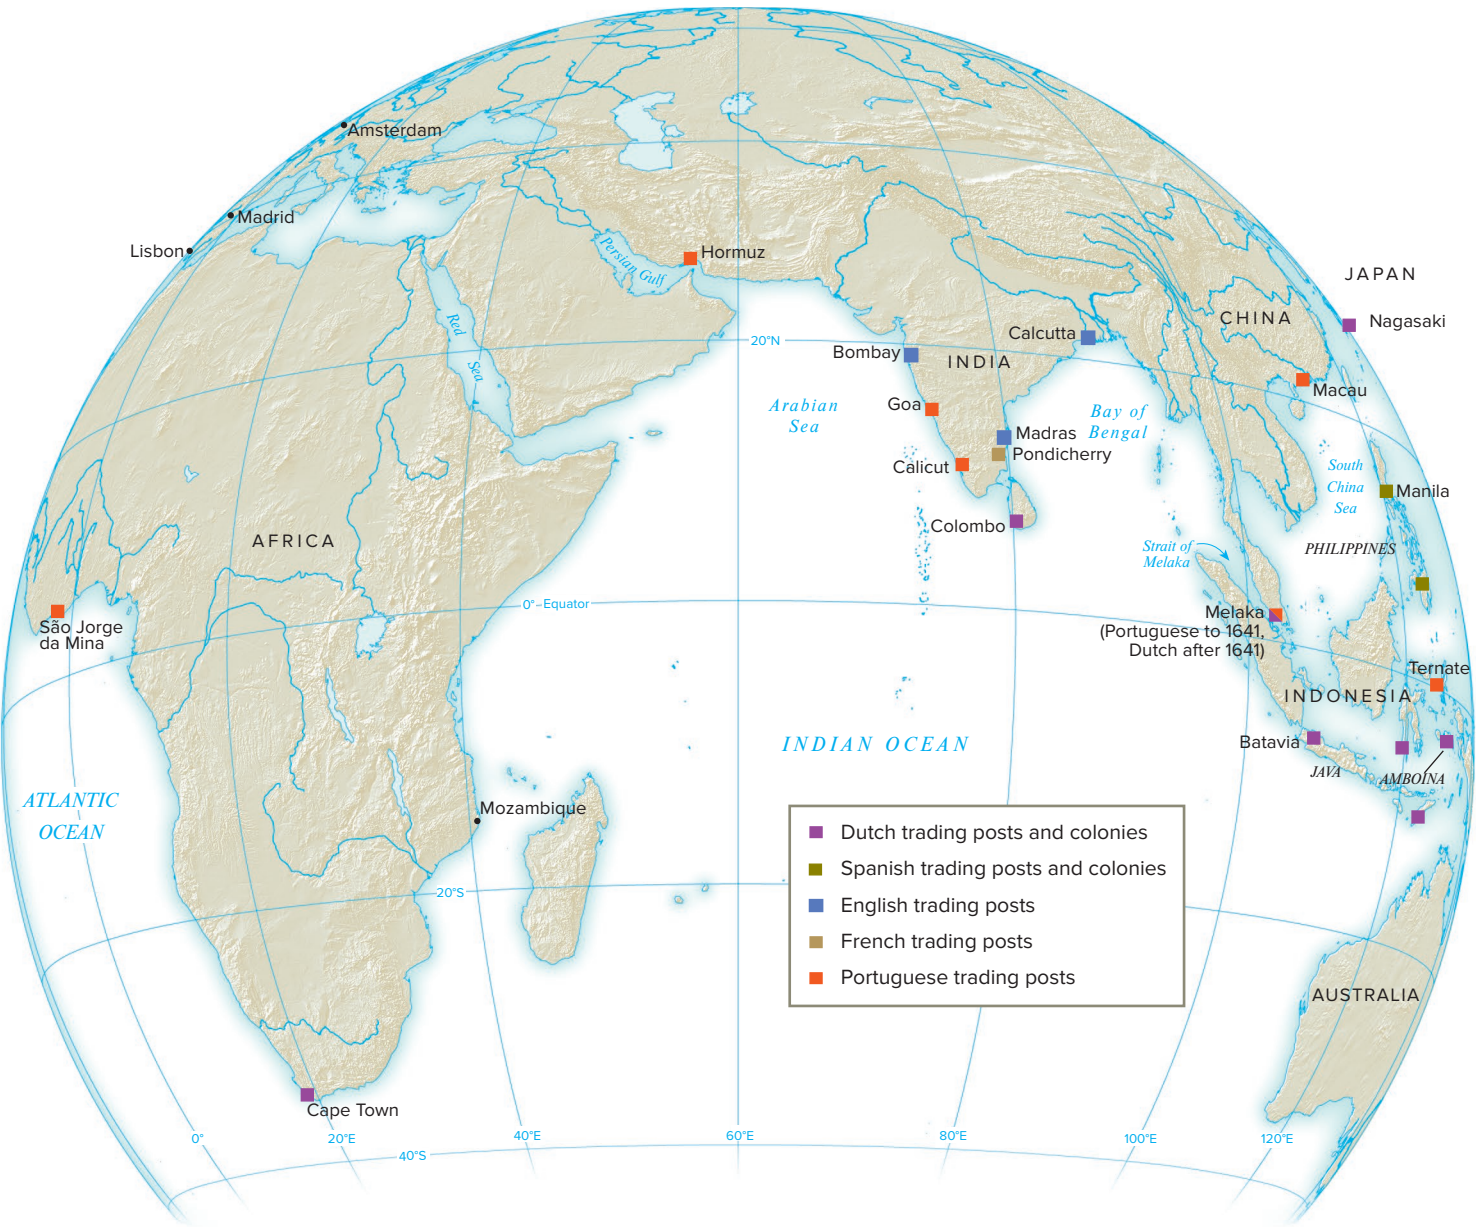 Amsterdam
Madrid
Lisbon
Hormuz
Persian Gulf
JAPAN
Nagasaki
CHINA
Red
Sea
20°N
Calcutta
Bombay
INDIA
Macau
Goa
Arabian
Sea
Bay of
Bengal
Madras
Pondicherry
Calicut
South
China
Sea
Manila
Colombo
AFRICA
Strait of
Melaka
PHILIPPINES
0°
Equator
São Jorge
da Mina
Melaka
(Portuguese to 1641,
Dutch after 1641)
Ternate
INDONESIA
INDIAN OCEAN
Batavia
JAVA
AMBOINA
ATLANTIC
OCEAN
Mozambique
20°S
Dutch trading posts and colonies
Spanish trading posts and colonies
English trading posts
French trading posts
Portuguese trading posts
AUSTRALIA
Cape Town
0°
20°E
40°E
60°E
80°E
100°E
120°E
40°S